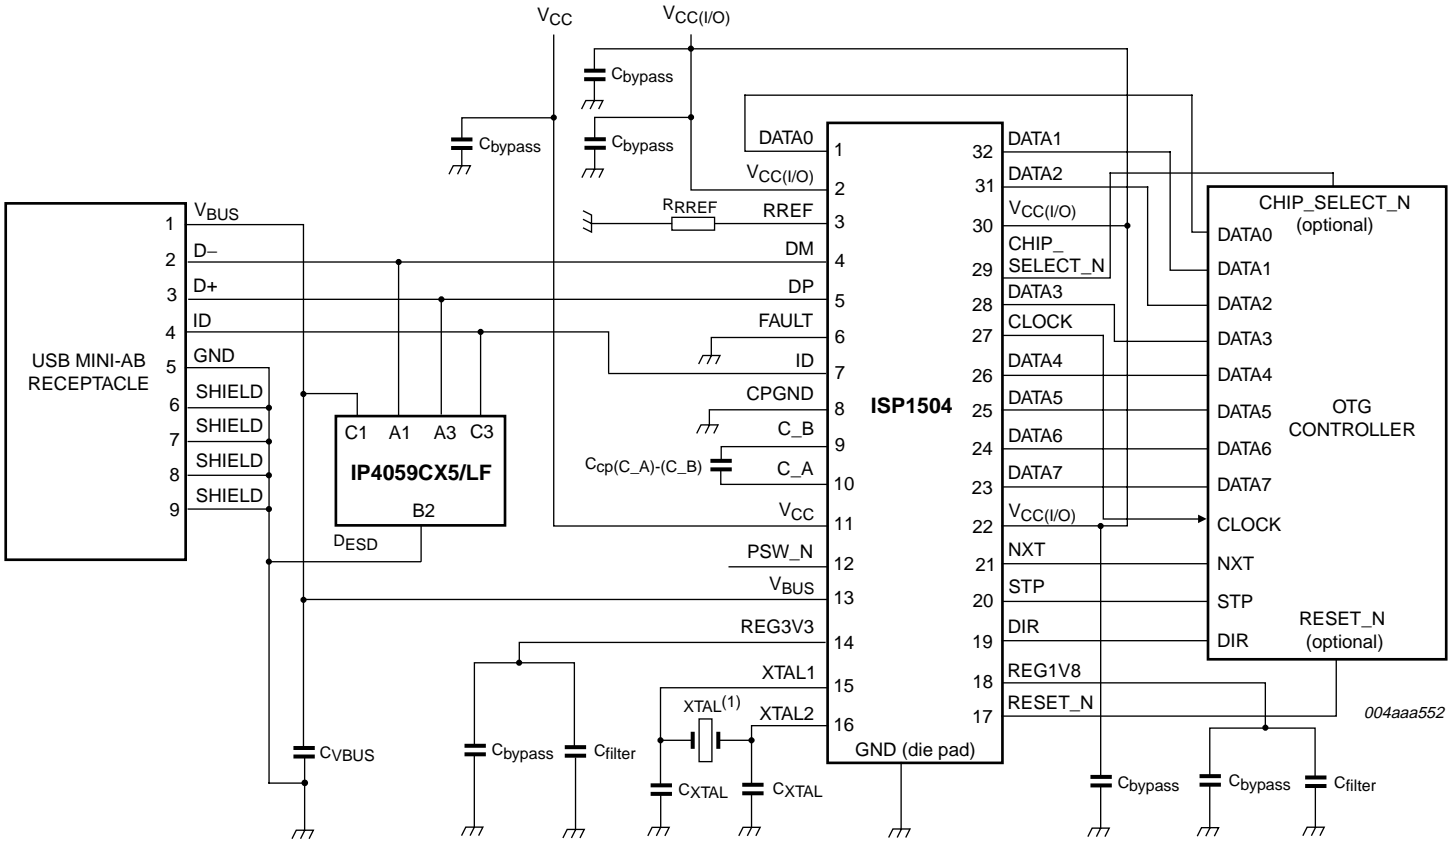 VCC
VCC(I/O)
Cbypass
Cbypass
Cbypass
USB MINI-AB
RECEPTACLE
1
VBUS
2
D−
3
D+
4
ID
5
GND
6
SHIELD
7
SHIELD
8
SHIELD
9
SHIELD
C1 A1 A3 C3
IP4059CX5/LF
B2
DESD
CVBUS
RRREF
Ccp(C_A)-(C_B)
Cbypass
Cfilter
XTAL(1)
CXTAL
CXTAL
DATA0
1
VCC(I/O)
2
RREF
3
DM
4
DP
5
FAULT
6
ID
7
CPGND
8
C_B
9
C_A
10
VCC
11
PSW_N
12
VBUS
13
REG3V3
14
XTAL1
15
XTAL2
16
ISP1504
GND (die pad)
32
DATA1
31
DATA2
30
VCC(I/O)
29
CHIP_
SELECT_N
28
DATA3
27
CLOCK
26
DATA4
25
DATA5
24
DATA6
23
DATA7
22
VCC(I/O)
21
NXT
20
STP
19
DIR
18
REG1V8
17
RESET_N
CHIP_SELECT_N
(optional)
DATA0
DATA1
DATA2
DATA3
DATA4
DATA5
DATA6
DATA7
CLOCK
NXT
STP
DIR
OTG
CONTROLLER
RESET_N
(optional)
Cbypass
Cbypass
Cfilter
004aaa552